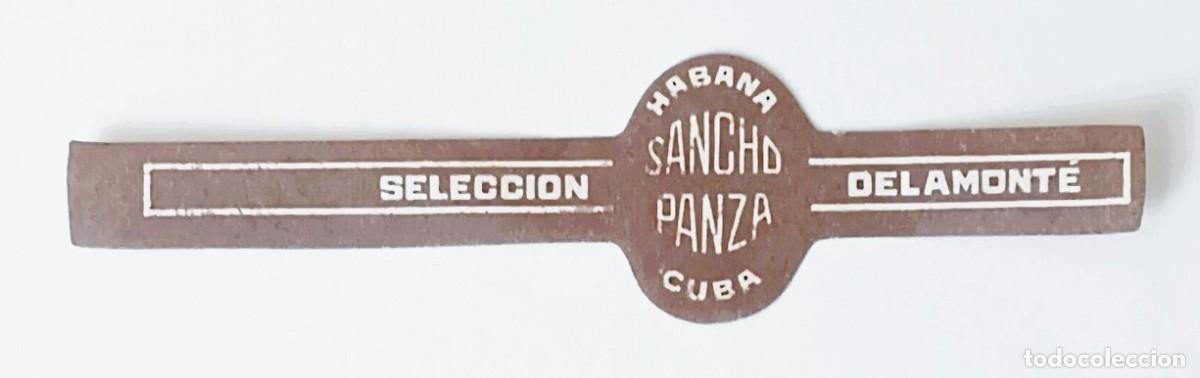 HABANA
SANCHO
PANZA
CUBA
SELECCION
DELAMONTÉ
todocoleccion